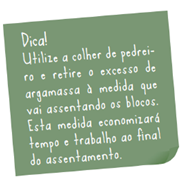 Dica!
Utilize a colher de pedrei-
ro e retire o excesso de
argamassa à medida que
vai assentando os blocos.
Esta medida economizará
tempo e trabalho ao final
do assentamento.